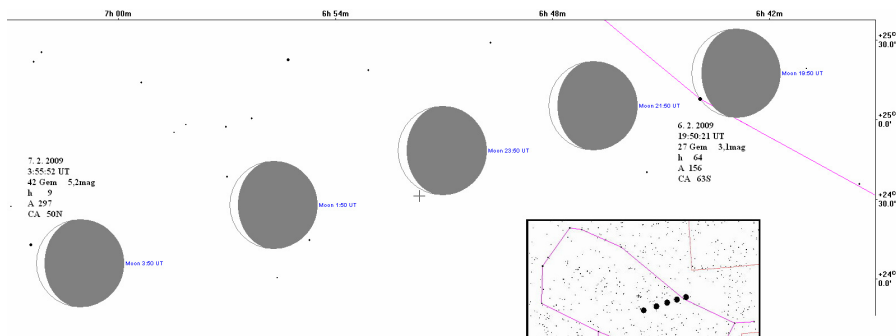 7h 00m
6h 54m
6h 48m
6h 42m
+25°
30.0'
Moon 19:50 UT
Moon 21:50 UT
+25°
0.0'
6. 2. 2009
19:50:21 UT
27 Gem 3,1mag
h 64
A 156
CA 63S
Moon 23:50 UT
7. 2. 2009
3:55:52 UT
42 Gem 5,2mag
h 9
A 297
CA 50N
+24°
30.0'
Moon 1:50 UT
Moon 3:50 UT
+24°
0.0'